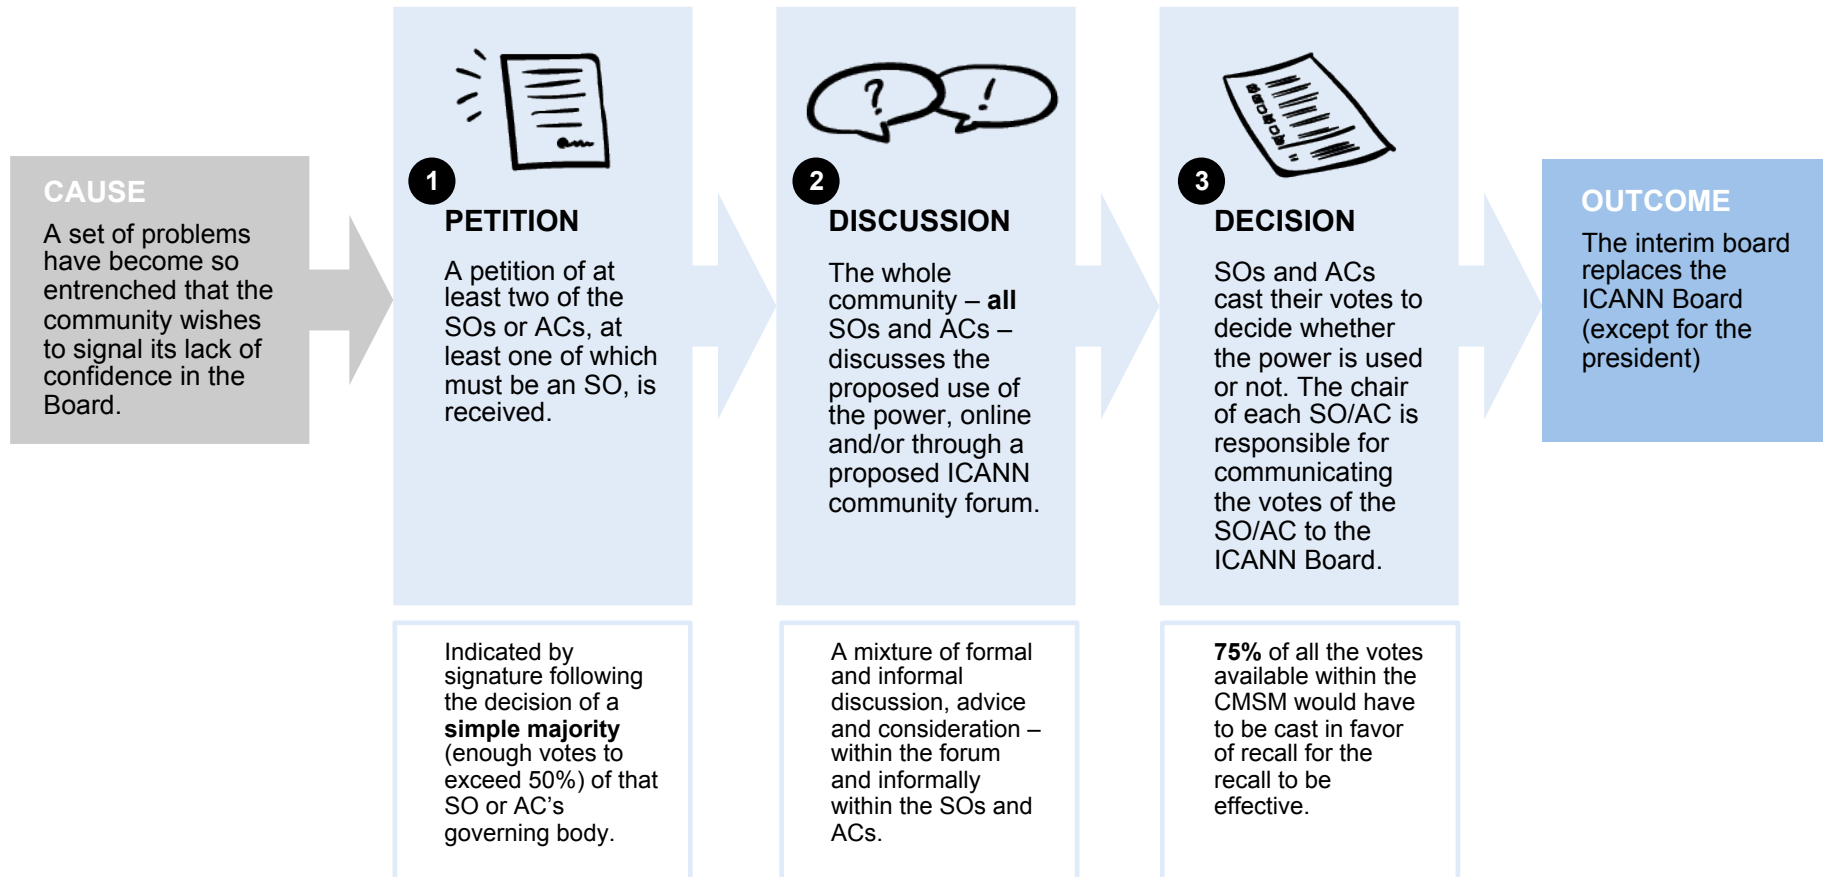 CAUSE
A set of problems
have become so
entrenched that the
community wishes
to signal its lack of
confidence in the
Board.
1
PETITION
A petition of at
least two of the
SOs or ACs, at
least one of which
must be an SO, is
received.
Indicated by
signature following
the decision of a
simple majority
(enough votes to
exceed 50%) of that
SO or AC’s
governing body.
?
!
2
DISCUSSION
The whole
community – all
SOs and ACs –
discusses the
proposed use of
the power, online
and/or through a
proposed ICANN
community forum.
A mixture of formal
and informal
discussion, advice
and consideration –
within the forum
and informally
within the SOs and
ACs.
3
DECISION
SOs and ACs
cast their votes to
decide whether
the power is used
or not. The chair
of each SO/AC is
responsible for
communicating
the votes of the
SO/AC to the
ICANN Board.
75% of all the votes
available within the
CMSM would have
to be cast in favor
of recall for the
recall to be
effective.
OUTCOME
The interim board
replaces the
ICANN Board
(except for the
president)